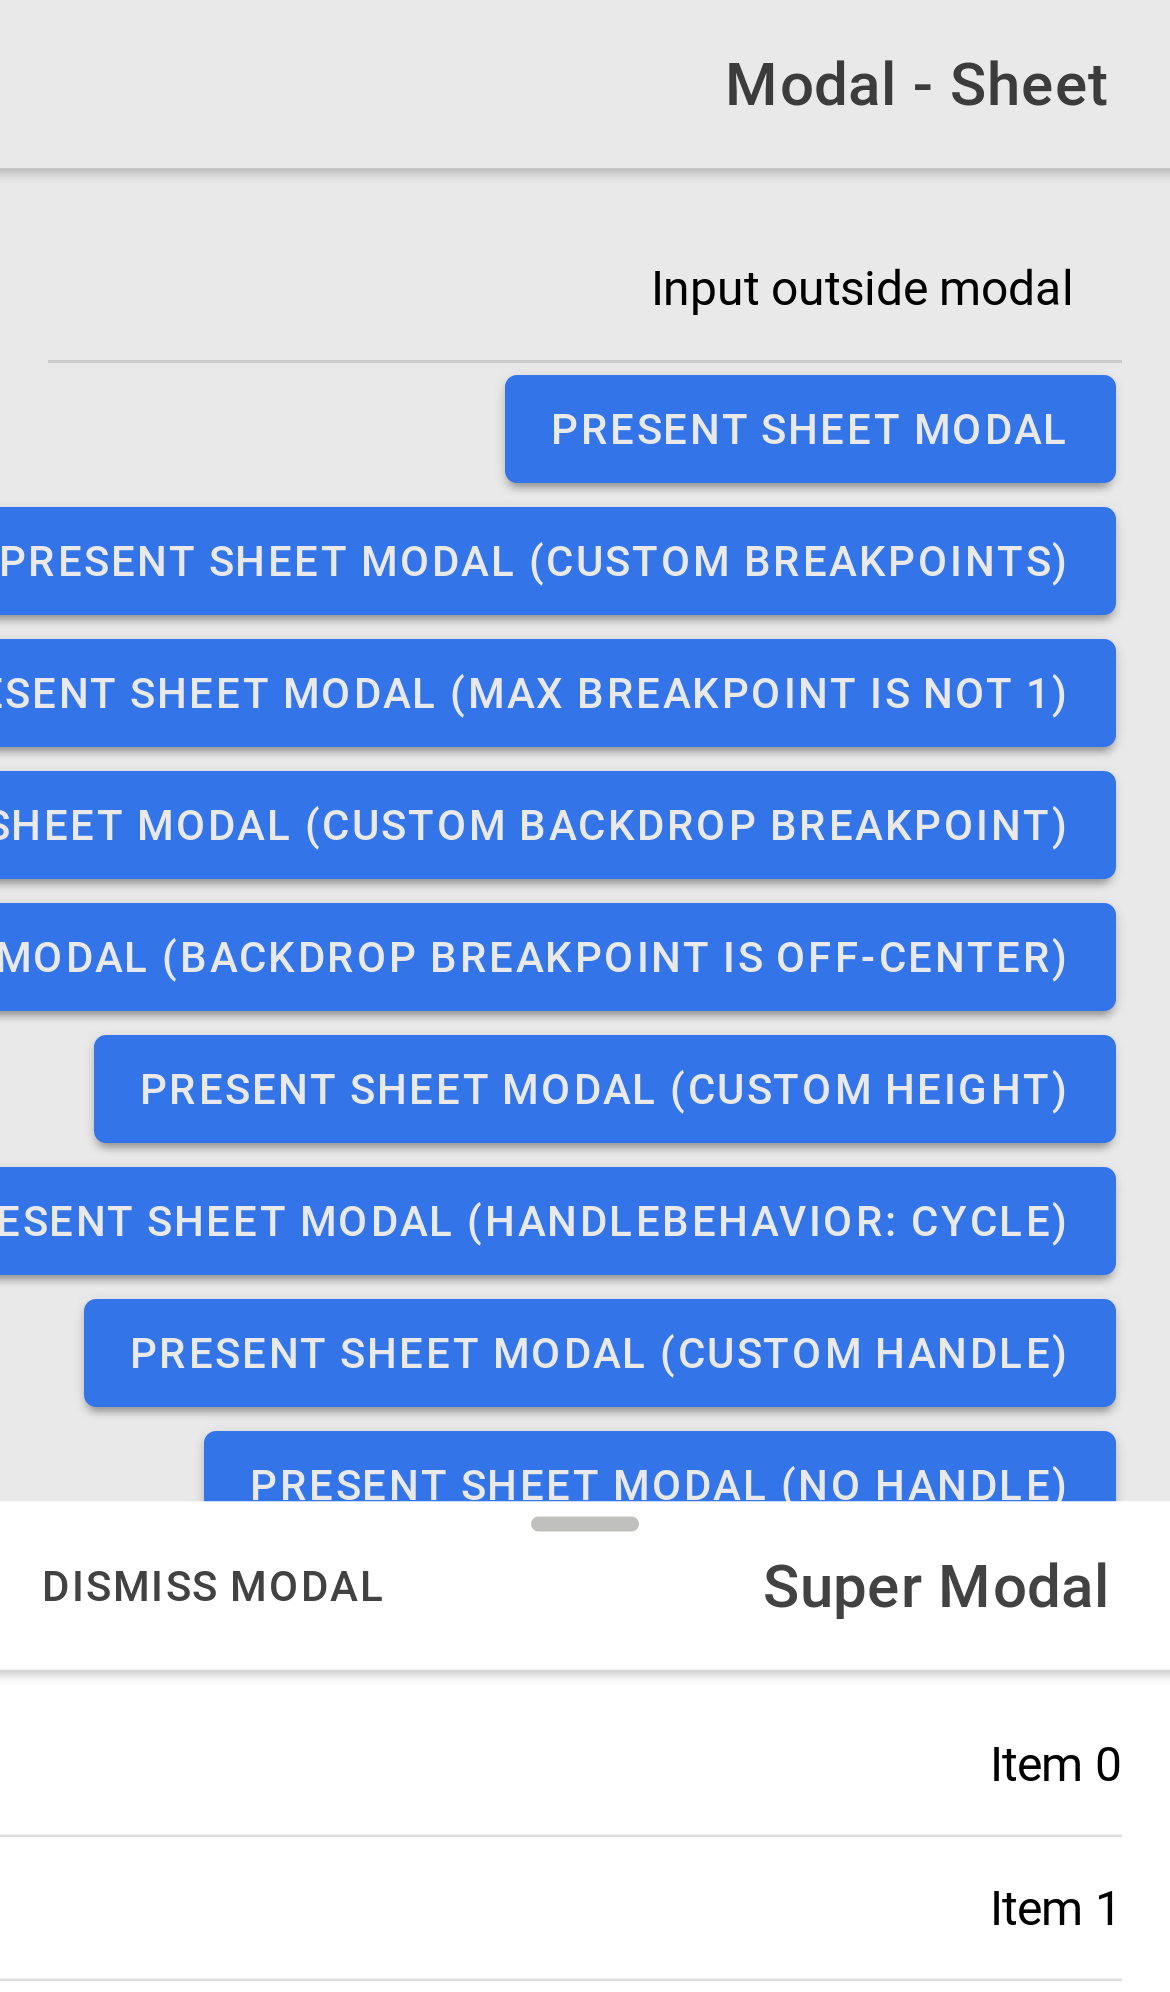 Modal - Sheet
Input outside modal
PRESENT SHEET MODAL
PRESENT SHEET MODAL (CUSTOM BREAKPOINTS)
SHEET MODAL (MAX BREAKPOINT IS NOT 1)
SHEET MODAL (CUSTOM BACKDROP BREAKPOINT)
MODAL (BACKDROP BREAKPOINT IS OFF-CENTER)
PRESENT SHEET MODAL (CUSTOM HEIGHT)
SHEET MODAL (HANDLEBEHAVIOR: CYCLE)
PRESENT SHEET MODAL (CUSTOM HANDLE)
PRESENT SHEET MODAL (NO HANDLE)
DISMISS MODAL
Super Modal
Item 0
Item 1